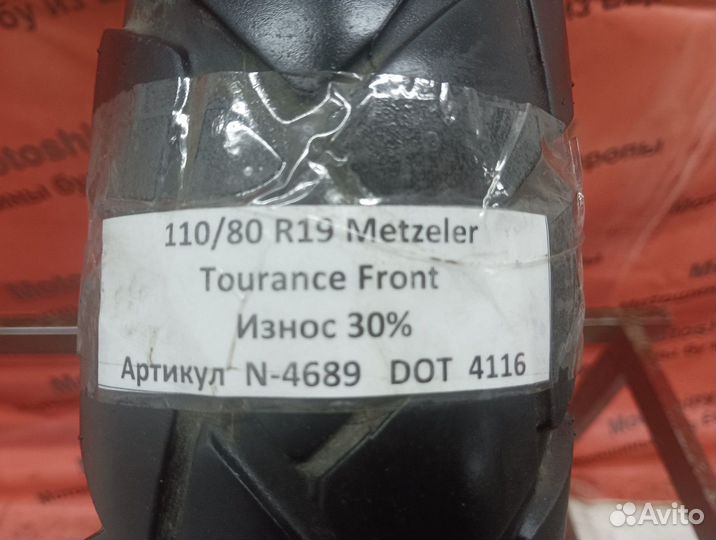 110/80 R19 Metzeler
Tourance Front
Износ 30%
Артикул N-4689 DOT 4116
Avito